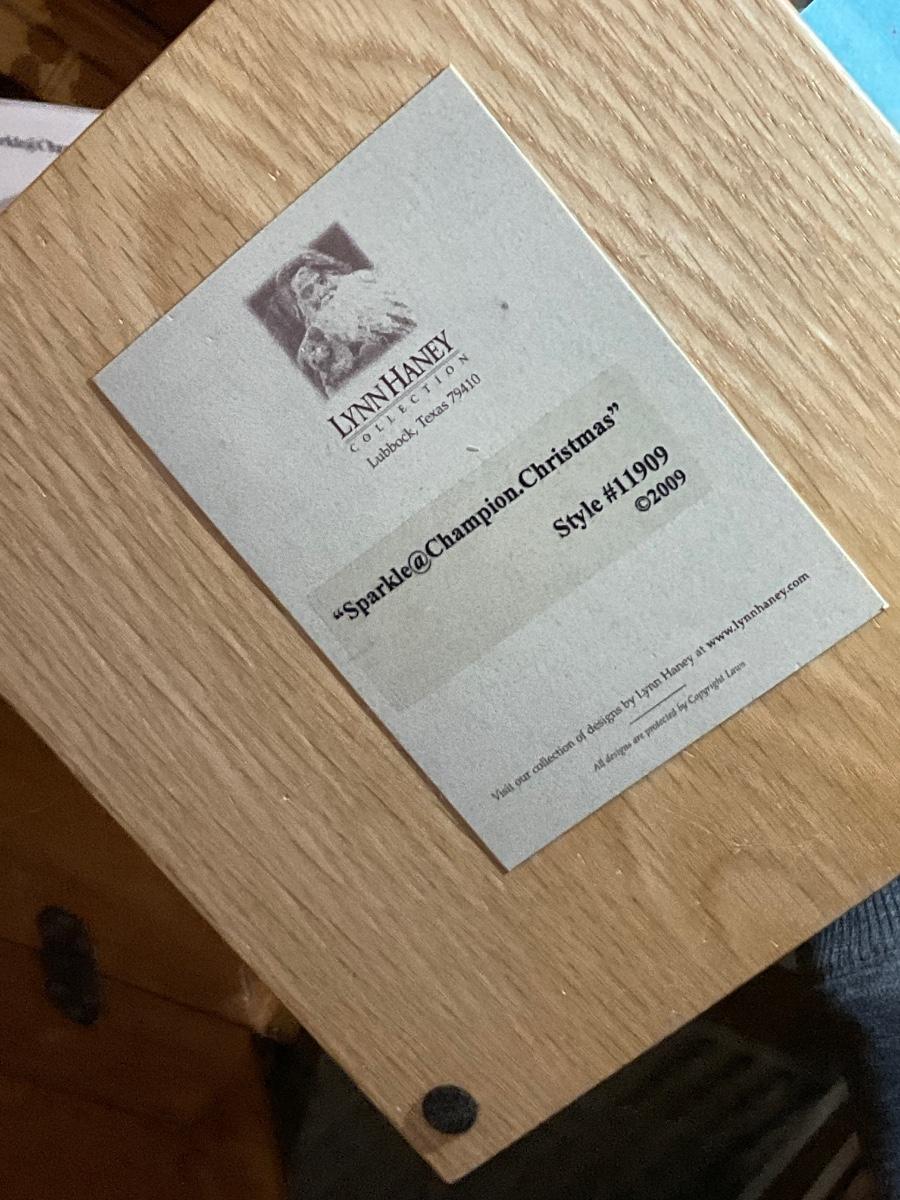 LYNN HANEY
COLLECTION
Lubbock, Texas 79410
“Sparkle@Champion.Christmas”
Style #11909
©2009
Visit our collection of designs by Lynn Haney at www.lynnhaney.com
All designs are protected by Copyright Laws